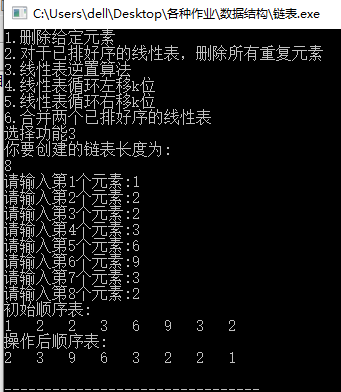 C:\Users\dell\Desktop\各种作业\数据结构\链表.exe
1.删除给定元素
2.对于已排好序的线性表，删除所有重复元素
3.线性表逆置算法
4.线性表循环左移k位
5.线性表循环右移k位
6.合并两个已排好序的线性表
选择功能3
你要创建的链表长度为:
8
请输入第1个元素:1
请输入第2个元素:2
请输入第3个元素:2
请输入第4个元素:3
请输入第5个元素:6
请输入第6个元素:9
请输入第7个元素:3
请输入第8个元素:2
初始顺序表:
1 2 2 3 6 9 3 2
操作后顺序表:
2 3 9 6 3 2 2 1
--------------------------------